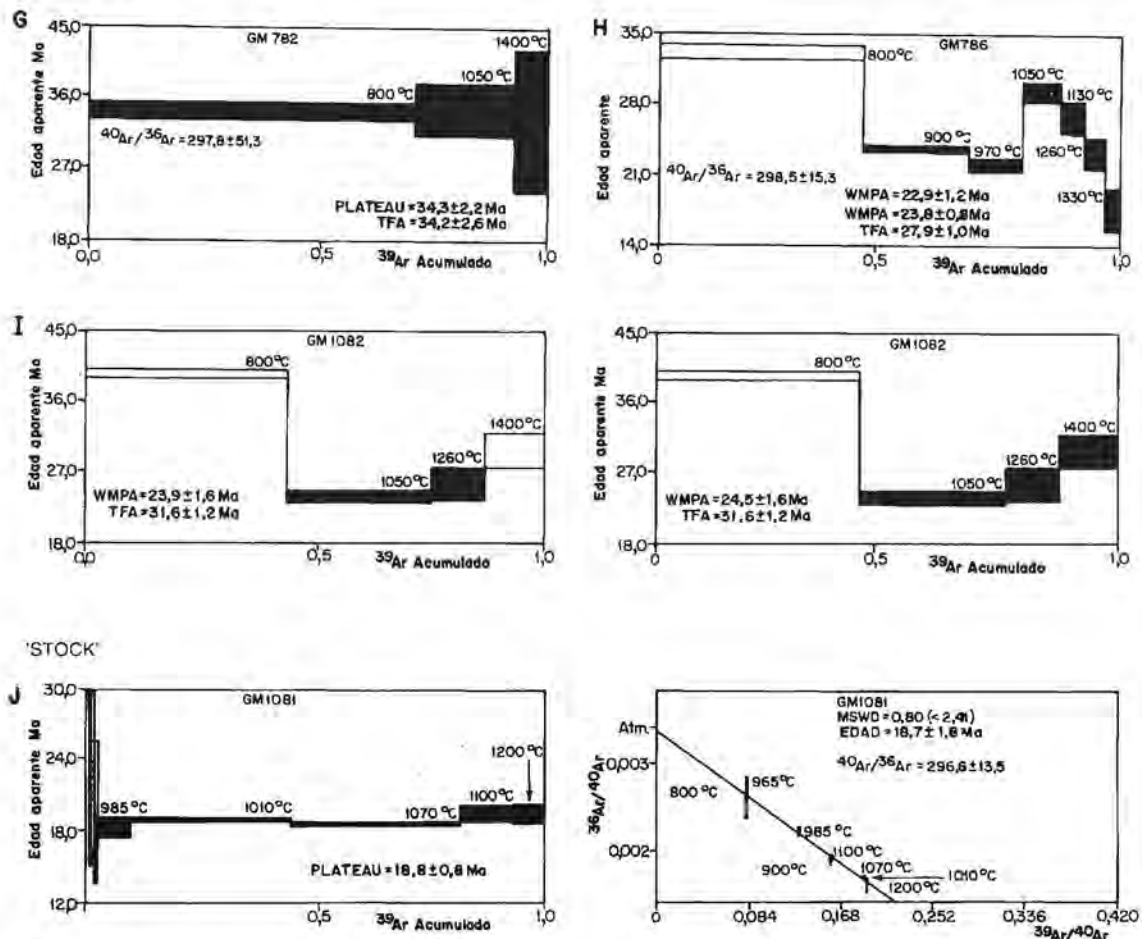 G
45,0
36,0
27,0
18,0
Edad aparente Ma
GM 782
800°C
1050°C
1400°C
40Ar/36Ar = 297,8±51,3
PLATEAU = 34,3±2,2 Ma
TFA = 34,2±2,6 Ma
0,0
0,5
1,0
39Ar Acumulado
H
35,0
28,0
21,0
14,0
Edad aparente
GM786
800°C
900°C
970°C
1050°C
1130°C
1260°C
1330°C
40Ar/36Ar = 298,5±15,3
WMPA = 22,9±1,2 Ma
WMPA = 23,8±0,8 Ma
TFA = 27,9±1,0 Ma
0,5
1,0
39Ar Acumulado
I
45,0
36,0
27,0
18,0
Edad aparente Ma
GM1082
800°C
1050°C
1260°C
1400°C
WMPA=23,9±1,6 Ma
TFA=31,6±1,2 Ma
0,0
0,5
1,0
39Ar Acumulado
45,0
36,0
27,0
18,0
Edad aparente Ma
GM1082
800°C
1050°C
1260°C
1400°C
WMPA=24,5±1,6 Ma
TFA=31,6±1,2 Ma
0
0,5
1,0
39Ar Acumulado
'STOCK'
J
30,0
24,0
18,0
12,0
Edad aparente Ma
GM1081
985°C
1010°C
1070°C
1100°C
1200°C
PLATEAU = 18,8±0,8 Ma
0,0
0,5
1,0
39Ar Acumulado
GM1081
MSWD = 0,80 (< 2,41)
EDAD = 18,7±1,8 Ma
40Ar/36Ar = 296,6±13,5
Atm.
0,003
0,002
36Ar/40Ar
800°C
965°C
985°C
1100°C
900°C
1070°C
1010°C
1200°C
0
0,084
0,168
0,252
0,336
0,420
39Ar/40Ar